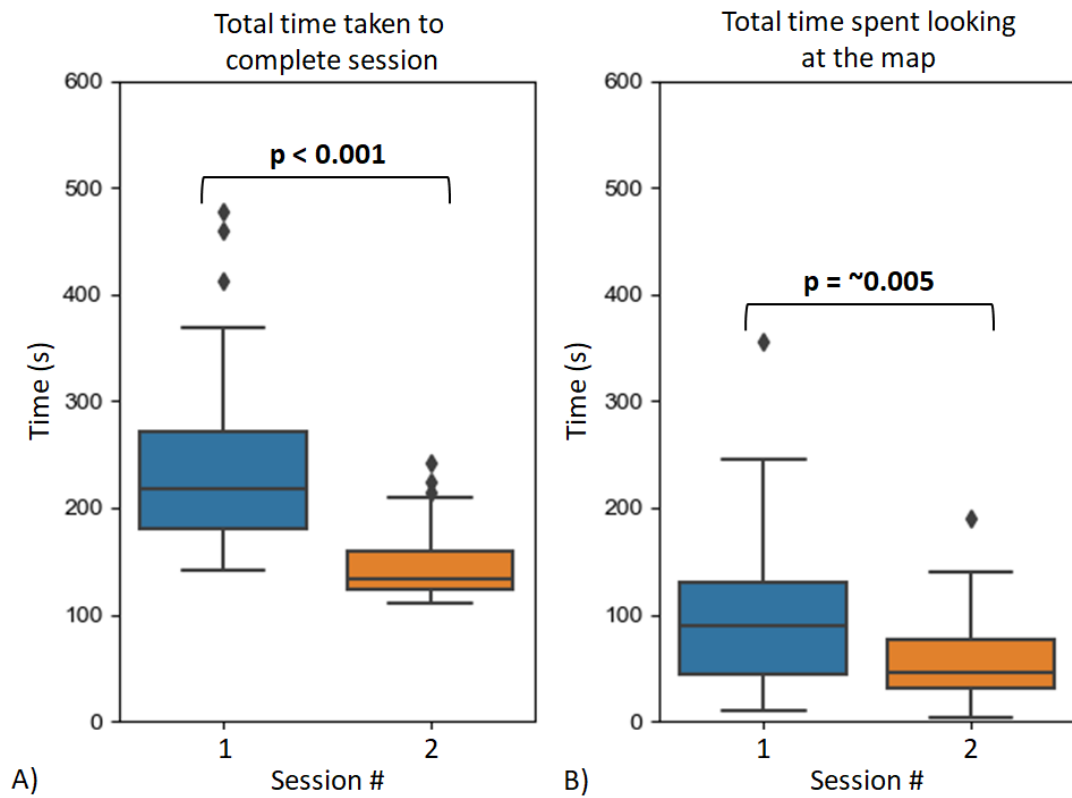 Total time taken to
complete session
600
500
400
300
200
100
0
Time (s)
p < 0.001
1
2
Session #
A)
Total time spent looking
at the map
600
500
400
300
200
100
0
Time (s)
p = ~0.005
1
2
Session #
B)